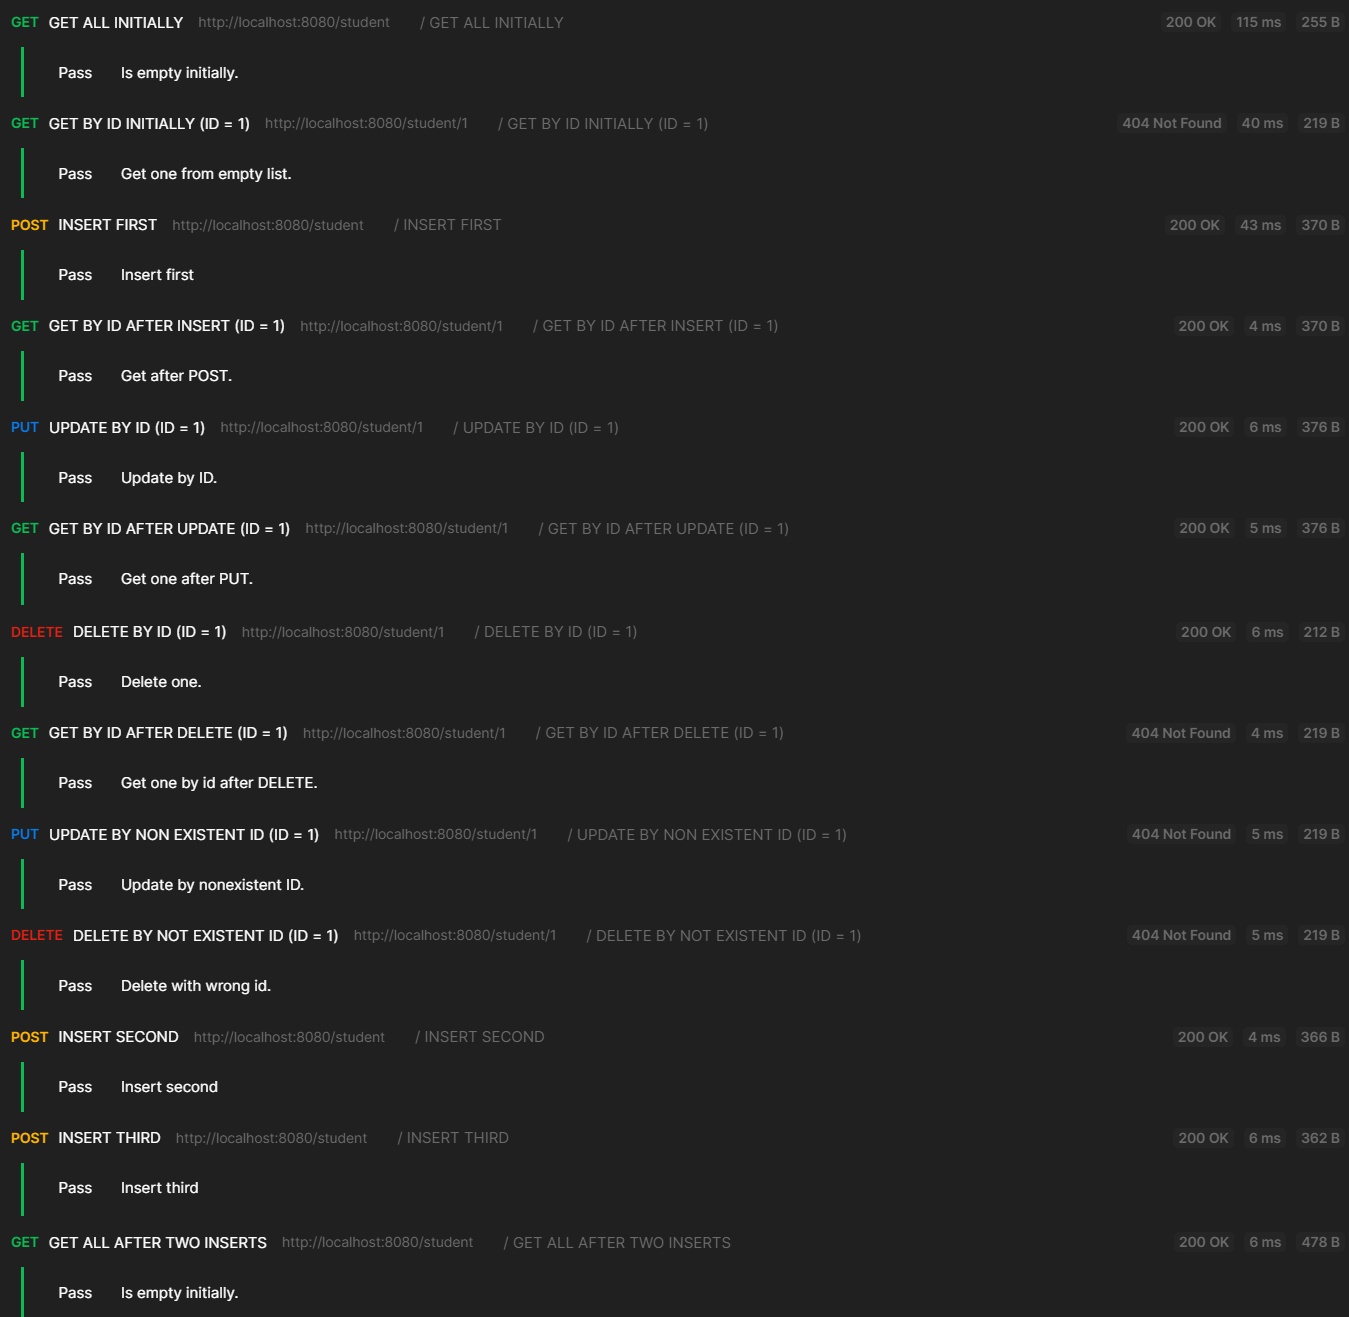 GET GET ALL INITIALLY http://localhost:8080/student / GET ALL INITIALLY 200 OK 115 ms 255 B
Pass Is empty initially.
GET GET BY ID INITIALLY (ID = 1) http://localhost:8080/student/1 / GET BY ID INITIALLY (ID = 1) 404 Not Found 40 ms 219 B
Pass Get one from empty list.
POST INSERT FIRST http://localhost:8080/student / INSERT FIRST 200 OK 43 ms 370 B
Pass Insert first
GET GET BY ID AFTER INSERT (ID = 1) http://localhost:8080/student/1 / GET BY ID AFTER INSERT (ID = 1) 200 OK 4 ms 370 B
Pass Get after POST.
PUT UPDATE BY ID (ID = 1) http://localhost:8080/student/1 / UPDATE BY ID (ID = 1) 200 OK 6 ms 376 B
Pass Update by ID.
GET GET BY ID AFTER UPDATE (ID = 1) http://localhost:8080/student/1 / GET BY ID AFTER UPDATE (ID = 1) 200 OK 5 ms 376 B
Pass Get one after PUT.
DELETE DELETE BY ID (ID = 1) http://localhost:8080/student/1 / DELETE BY ID (ID = 1) 200 OK 6 ms 212 B
Pass Delete one.
GET GET BY ID AFTER DELETE (ID = 1) http://localhost:8080/student/1 / GET BY ID AFTER DELETE (ID = 1) 404 Not Found 4 ms 219 B
Pass Get one by id after DELETE.
PUT UPDATE BY NON EXISTENT ID (ID = 1) http://localhost:8080/student/1 / UPDATE BY NON EXISTENT ID (ID = 1) 404 Not Found 5 ms 219 B
Pass Update by nonexistent ID.
DELETE DELETE BY NOT EXISTENT ID (ID = 1) http://localhost:8080/student/1 / DELETE BY NOT EXISTENT ID (ID = 1) 404 Not Found 5 ms 219 B
Pass Delete with wrong id.
POST INSERT SECOND http://localhost:8080/student / INSERT SECOND 200 OK 4 ms 366 B
Pass Insert second
POST INSERT THIRD http://localhost:8080/student / INSERT THIRD 200 OK 6 ms 362 B
Pass Insert third
GET GET ALL AFTER TWO INSERTS http://localhost:8080/student / GET ALL AFTER TWO INSERTS 200 OK 6 ms 478 B
Pass Is empty initially.